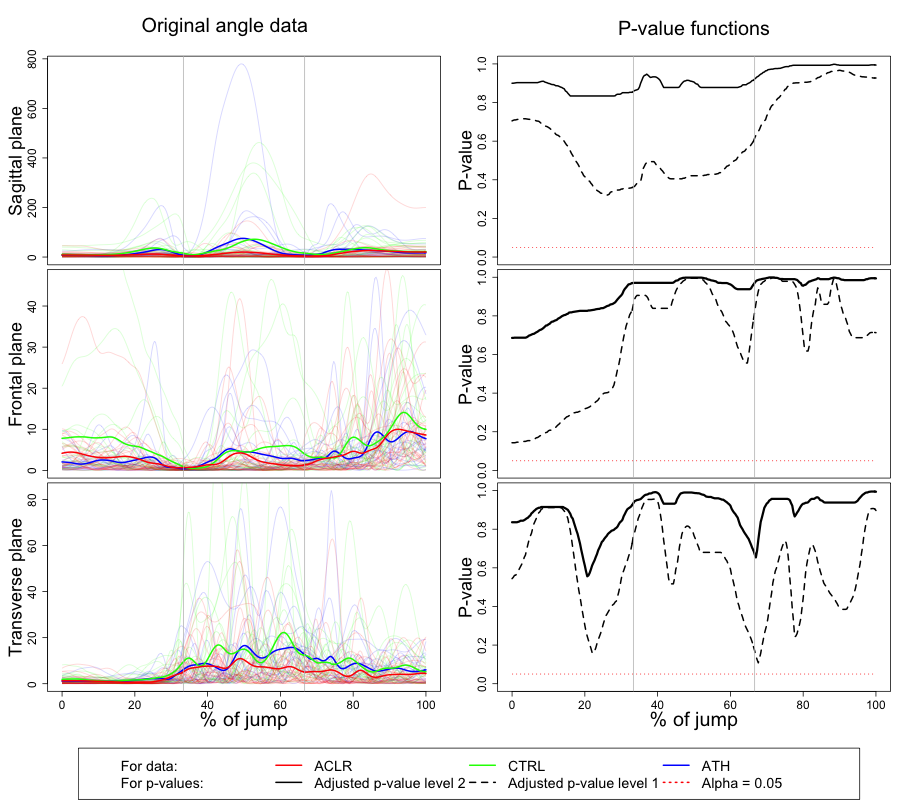 Original angle data
P-value functions
Sagittal plane
0 200 400 600 800
P-value
0.0 0.2 0.4 0.6 0.8 1.0
Frontal plane
0 10 20 30 40
P-value
0.0 0.2 0.4 0.6 0.8 1.0
Transverse plane
0 20 40 60 80
P-value
0.0 0.2 0.4 0.6 0.8 1.0
0 20 40 60 80 100
% of jump
0 20 40 60 80 100
% of jump
For data: ACLR CTRL ATH
For p-values: Adjusted p-value level 2 Adjusted p-value level 1 Alpha = 0.05